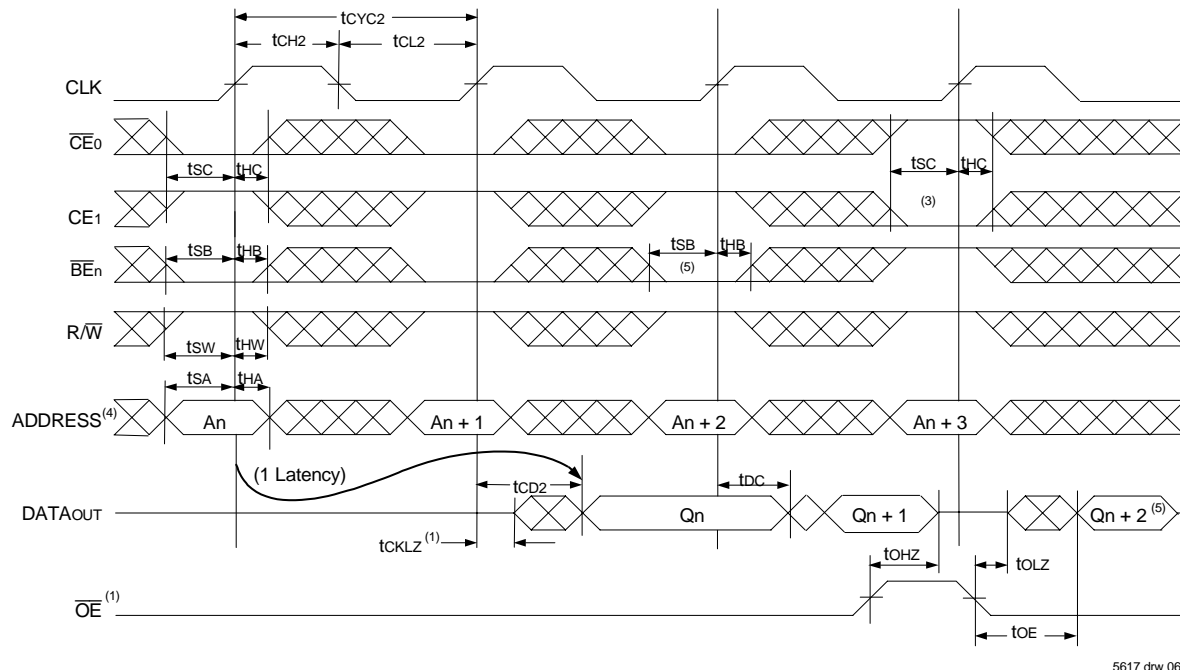 tCYC2
tCH2 tCL2
CLK
CE0
tSC tHC tSC tHC
CE1 (3)
tSB tHB tSB tHB
BEn (5)
R/W
tSW tHW
tSA tHA
ADDRESS(4) An An + 1 An + 2 An + 3
(1 Latency) tCD2 tDC
DATAOUT Qn Qn + 1 Qn + 2 (5)
tCKLZ (1)
tOHZ tOLZ
OE (1)
tOE
5617 drw 06